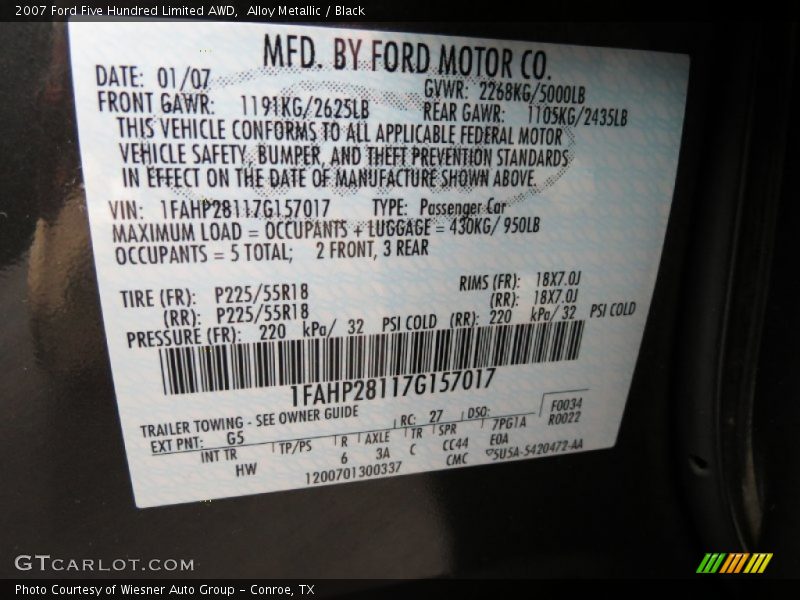 2007 Ford Five Hundred Limited AWD,  Alloy Metallic / Black
MFD. BY FORD MOTOR CO.
DATE: 01/07 GVWR: 2268KG/5000LB
FRONT GAWR: 1191KG/2625LB REAR GAWR: 1105KG/2435LB
THIS VEHICLE CONFORMS TO ALL APPLICABLE FEDERAL MOTOR
VEHICLE SAFETY, BUMPER, AND THEFT PREVENTION STANDARDS
IN EFFECT ON THE DATE OF MANUFACTURE SHOWN ABOVE.
VIN: 1FAHP28117G157017 TYPE: Passenger Car
MAXIMUM LOAD = OCCUPANTS + LUGGAGE = 430KG/ 950LB
OCCUPANTS = 5 TOTAL; 2 FRONT, 3 REAR
TIRE (FR): P225/55R18 RIMS (FR): 18X7.0J
(RR): P225/55R18 (RR): 18X7.0J
PRESSURE (FR): 220 kPa/ 32 PSI COLD (RR): 220 kPa/ 32 PSI COLD
1FAHP28117G157017
TRAILER TOWING - SEE OWNER GUIDE
EXT PNT: G5 RC: 27 DSO: F0034
R0022
INT TR TP/PS R AXLE TR SPR 7PG1A
HW 6 3A C CC44 EOA
1200701300337 CMC 5U5A-5420472-AA
GTCARLOT.COM
Photo Courtesy of Wiesner Auto Group - Conroe, TX